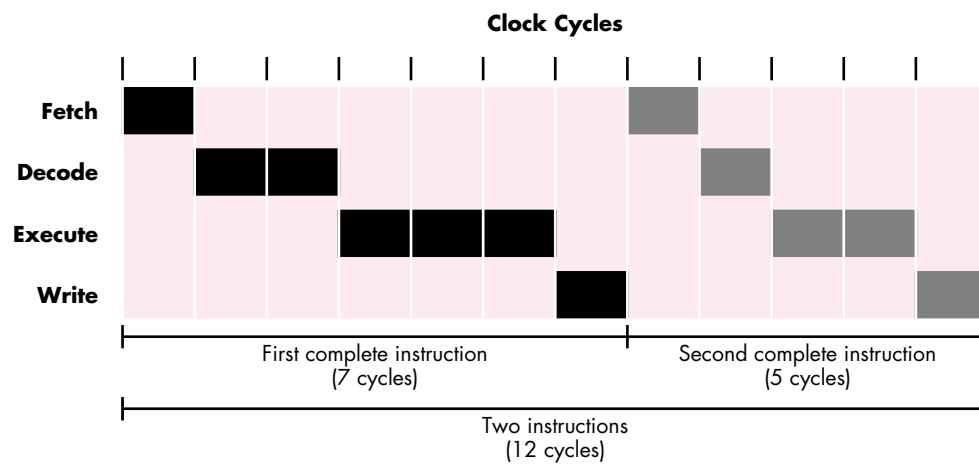 Clock Cycles
Fetch
Decode
Execute
Write
First complete instruction
(7 cycles)
Second complete instruction
(5 cycles)
Two instructions
(12 cycles)